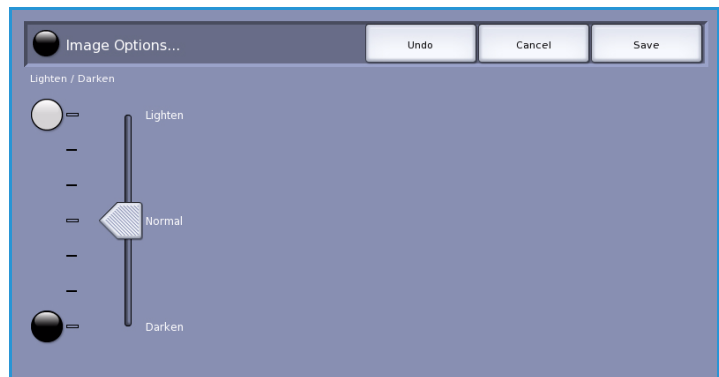 Image Options...
Undo
Cancel
Save
Lighten / Darken
Lighten
Normal
Darken